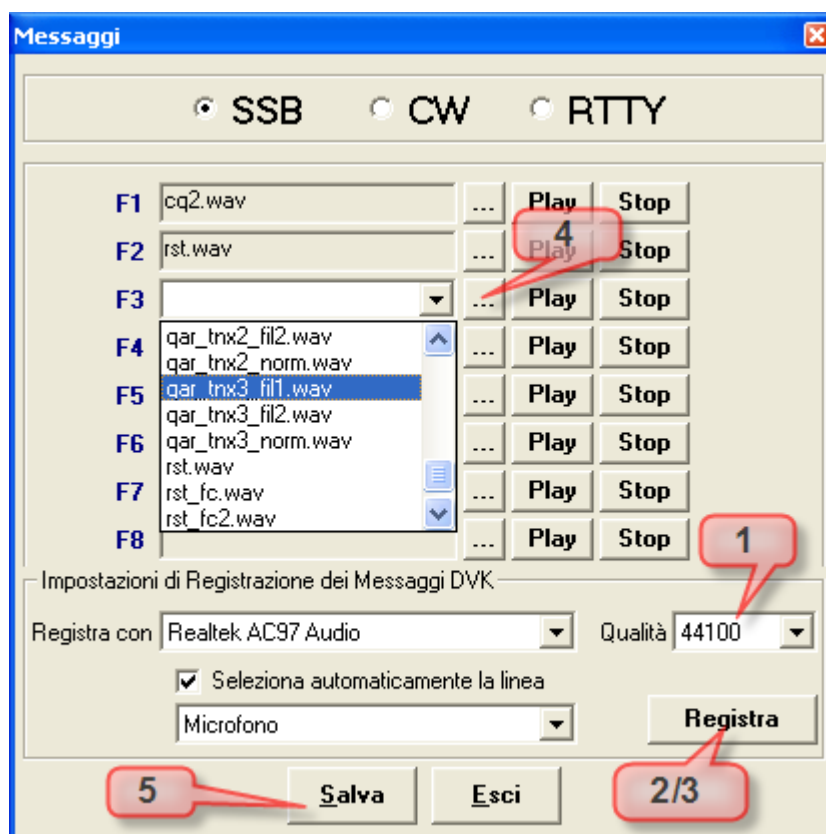 Messaggi
SSB CW RTTY
F1 cq2.wav ... Play Stop
F2 rst.wav ... Play Stop
4
F3 ... Play Stop
F4 qar_tnx2_fil2.wav ... Play Stop
qar_tnx2_norm.wav
F5 qar_tnx3_fil1.wav ... Play Stop
qar_tnx3_fil2.wav
F6 qar_tnx3_norm.wav ... Play Stop
rst.wav
F7 rst_fc.wav ... Play Stop
rst_fc2.wav
F8 ... Play Stop
1
Impostazioni di Registrazione dei Messaggi DVK
Registra con Realtek AC97 Audio Qualità 44100
Seleziona automaticamente la linea
Microfono Registra
5 Salva Esci 2/3